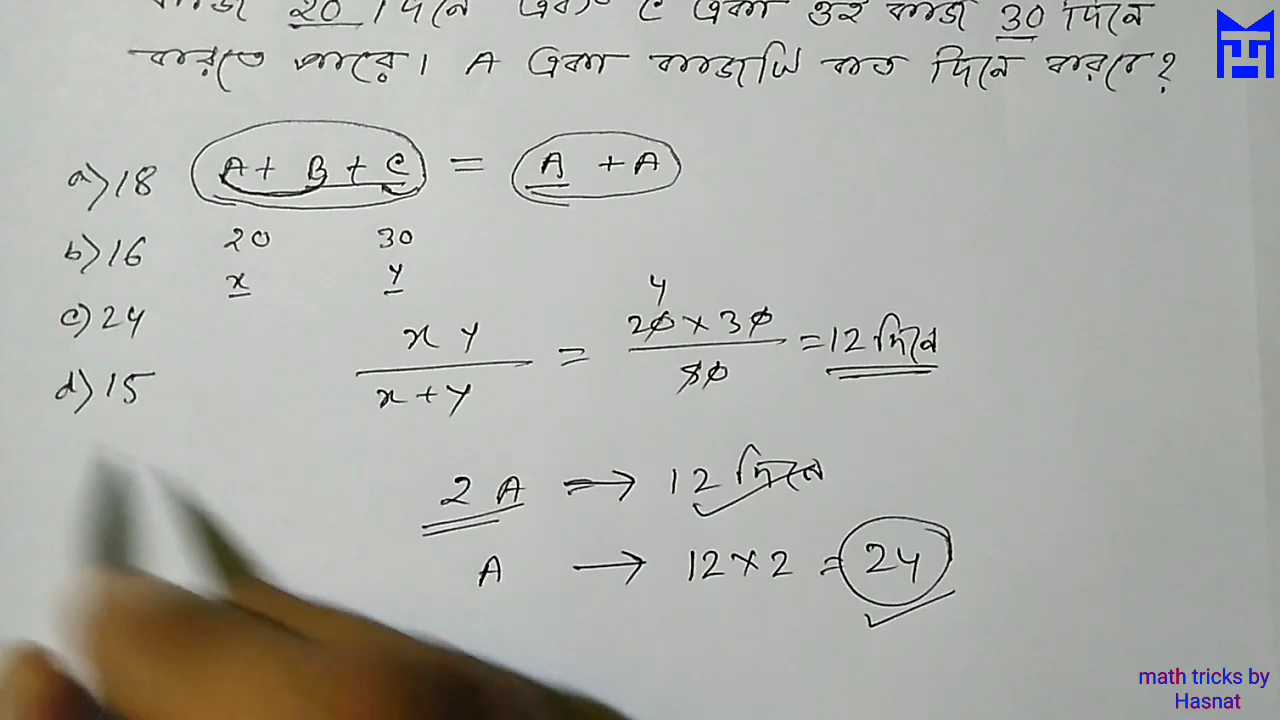 কাজ 20 দিনে এবং C একা ওই কাজ 30 দিনে
করতে পারে। A একা কাজটি কত দিনে করবে?
a) 18 A + B + C = A + A
b) 16 20 30
x y
c) 24 xy / x + y = 20 × 30 / 50 = 12 দিনে
4
d) 15
2 A → 12 দিনে
A → 12 × 2 = 24
math tricks by
Hasnat